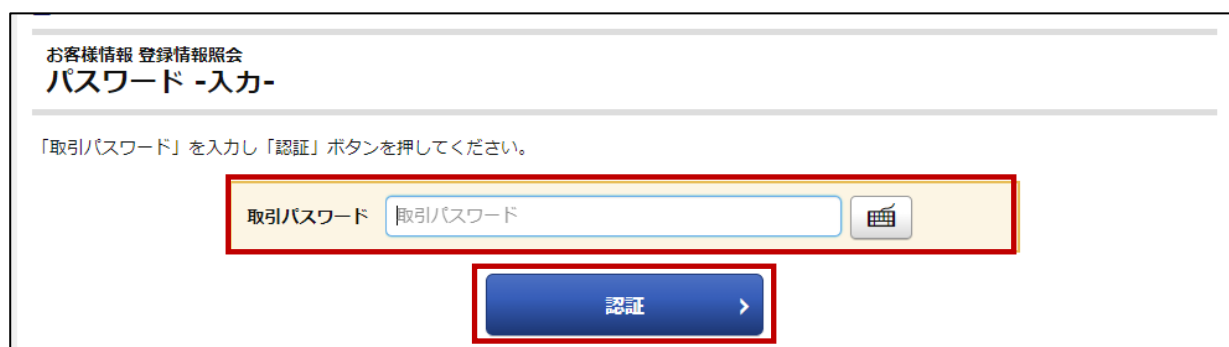 お客様情報 登録情報照会
パスワード -入力-
「取引パスワード」を入力し「認証」ボタンを押してください。
取引パスワード 取引パスワード
認証